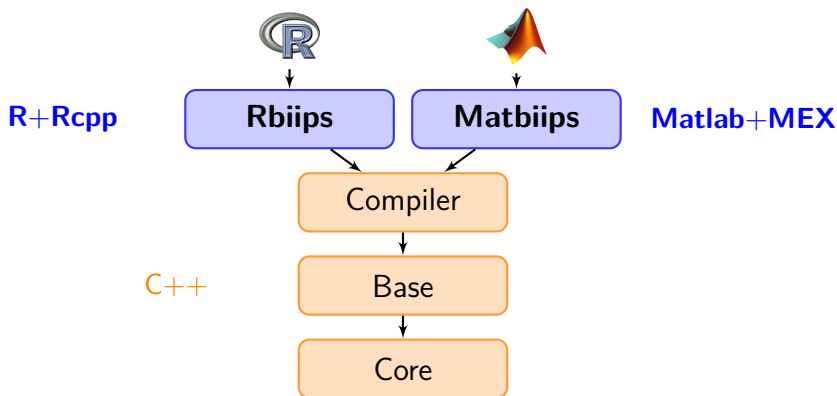 R
R+Rcpp
Rbiips
Matbiips
Matlab+MEX
Compiler
C++
Base
Core